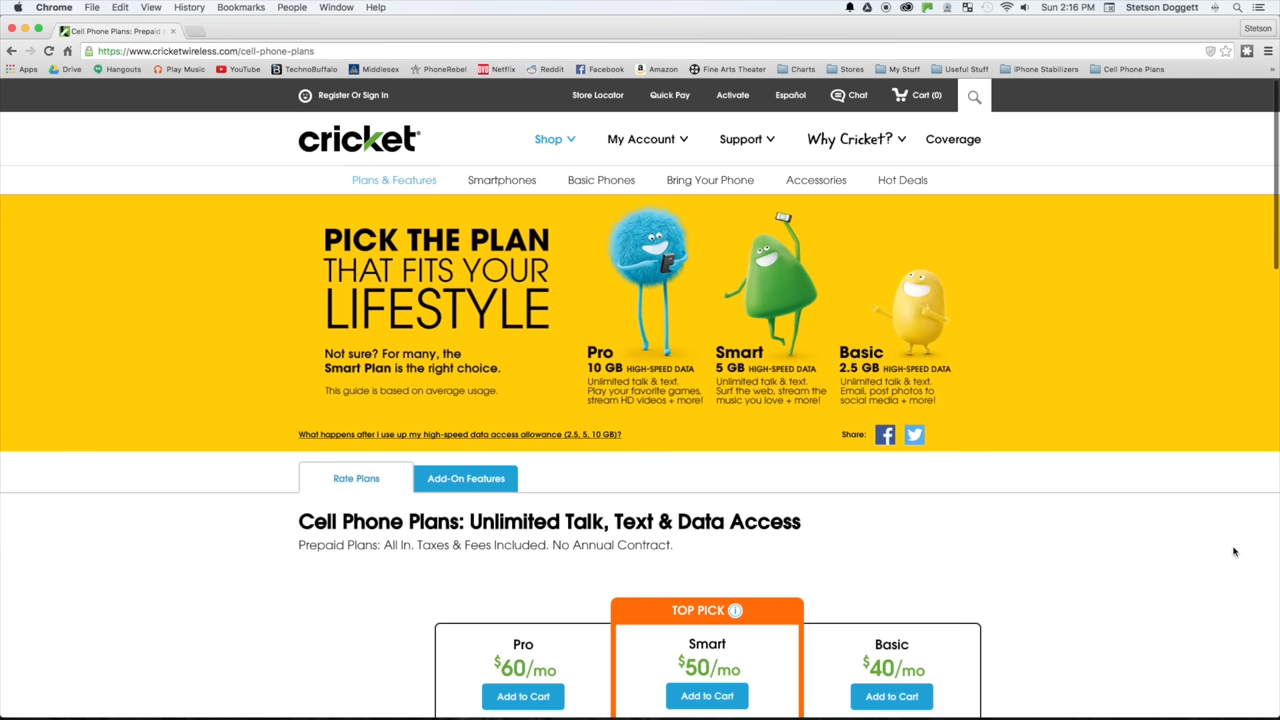 Chrome File Edit View History Bookmarks People Window Help Sun 2:16 PM Stetson Doggett
Cell Phone Plans: Prepaid Stetson
https://www.cricketwireless.com/cell-phone-plans
Apps Drive Hangouts Play Music YouTube TechnoBuffalo Middlesex PhoneRebel Netflix Reddit Facebook Amazon Fine Arts Theater Charts Stores My Stuff Useful Stuff iPhone Stabilizers Cell Phone Plans »
Register Or Sign In Store Locator Quick Pay Activate Español Chat Cart (0)
cricket Shop My Account Support Why Cricket? Coverage
Plans & Features Smartphones Basic Phones Bring Your Phone Accessories Hot Deals
PICK THE PLAN
THAT FITS YOUR
LIFESTYLE
Not sure? For many, the
Smart Plan is the right choice.
This guide is based on average usage.
Pro
10 GB HIGH-SPEED DATA
Unlimited talk & text.
Play your favorite games,
stream HD videos + more!
Smart
5 GB HIGH-SPEED DATA
Unlimited talk & text.
Surf the web, stream the
music you love + more!
Basic
2.5 GB HIGH-SPEED DATA
Unlimited talk & text.
Email, post photos to
social media + more!
What happens after I use up my high-speed data access allowance (2.5, 5, 10 GB)? Share:
Rate Plans Add-On Features
Cell Phone Plans: Unlimited Talk, Text & Data Access
Prepaid Plans: All In. Taxes & Fees Included. No Annual Contract.
TOP PICK
Pro Smart Basic
$60/mo $50/mo $40/mo
Add to Cart Add to Cart Add to Cart